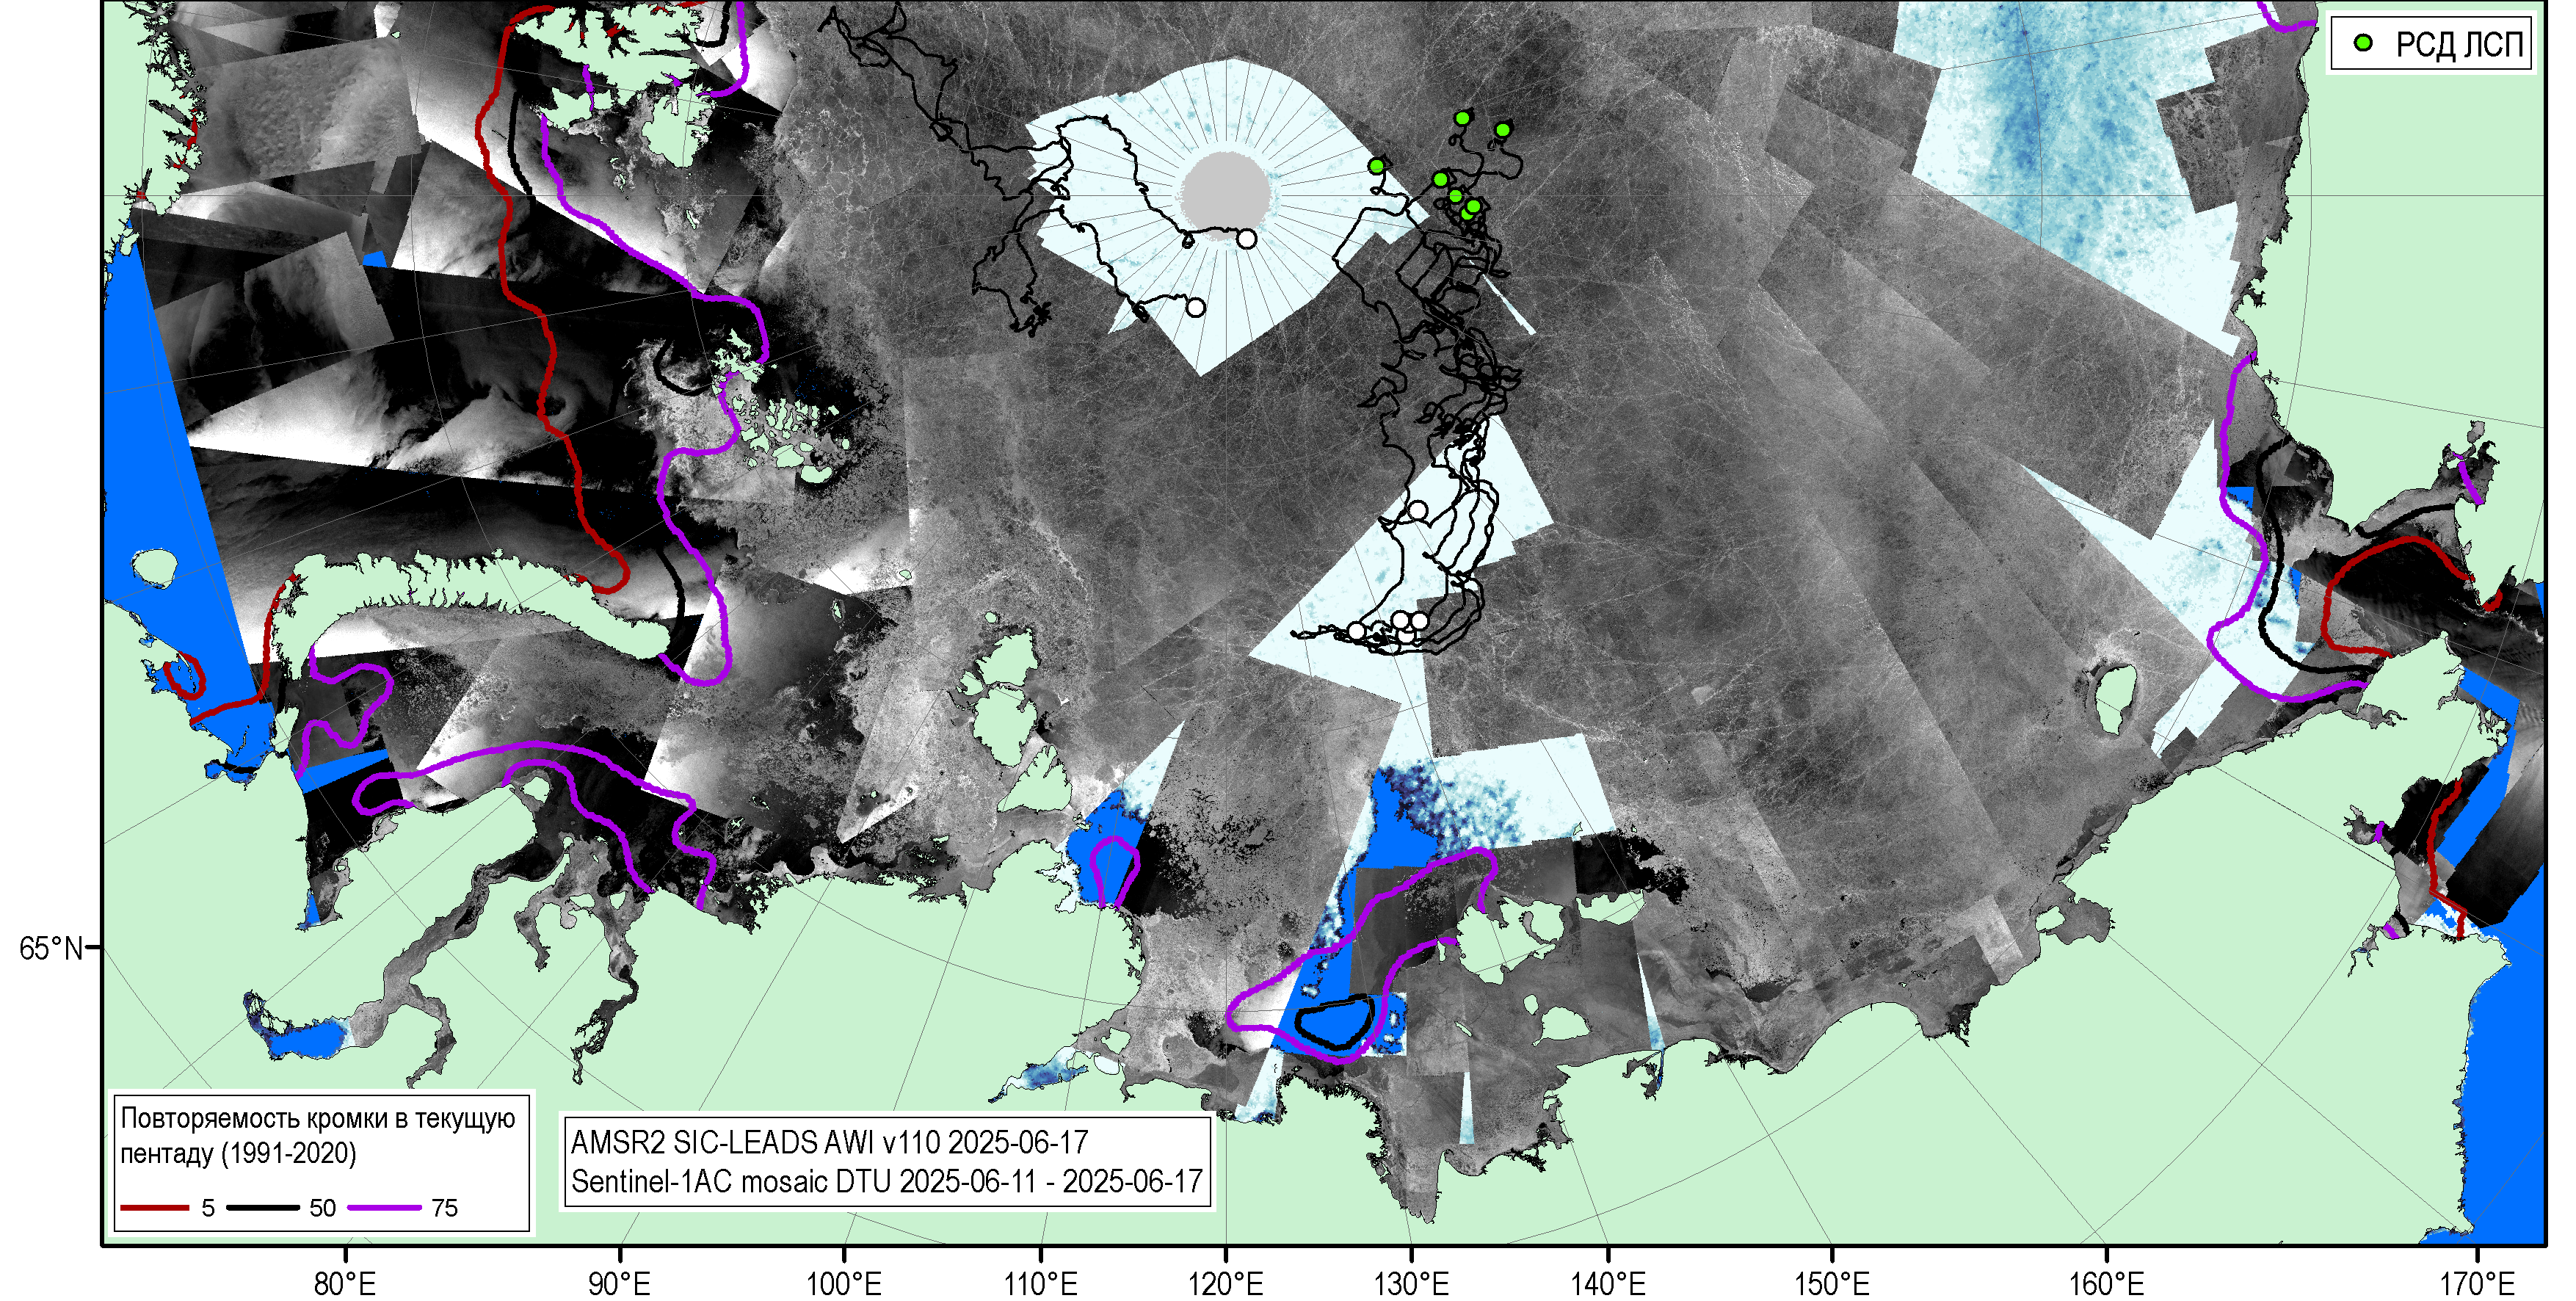 РСД ЛСП
65°N
Повторяемость кромки в текущую
пентаду (1991-2020)
5 50 75
AMSR2 SIC-LEADS AWI v110 2025-06-17
Sentinel-1AC mosaic DTU 2025-06-11 - 2025-06-17
80°E 90°E 100°E 110°E 120°E 130°E 140°E 150°E 160°E 170°E